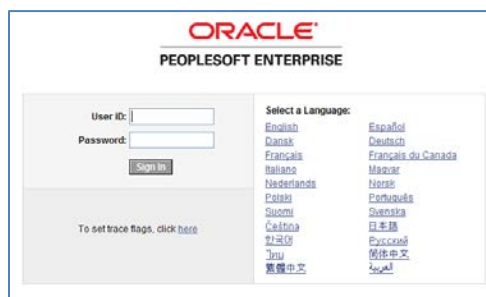 ORACLE®
PEOPLESOFT ENTERPRISE
User ID:
Password:
Sign In
To set trace flags, click here
Select a Language:
English Español
Dansk Deutsch
Français Français du Canada
Italiano Magyar
Nederlands Norsk
Polski Português
Suomi Svenska
Čeština 日本語
한국어 Русский
ไทย 简体中文
繁體中文 العربية